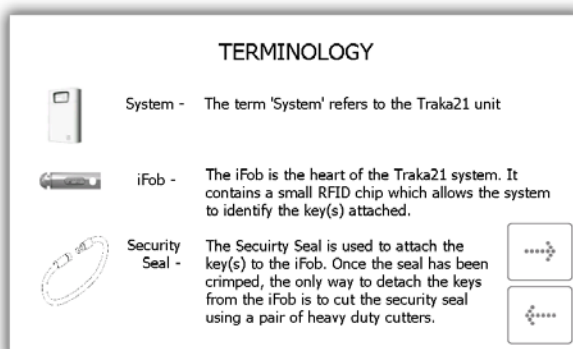 TERMINOLOGY
System - The term 'System' refers to the Traka21 unit
iFob - The iFob is the heart of the Traka21 system. It
contains a small RFID chip which allows the system
to identify the key(s) attached.
Security The Secuirty Seal is used to attach the
Seal - key(s) to the iFob. Once the seal has been
crimped, the only way to detach the keys
from the iFob is to cut the security seal
using a pair of heavy duty cutters.